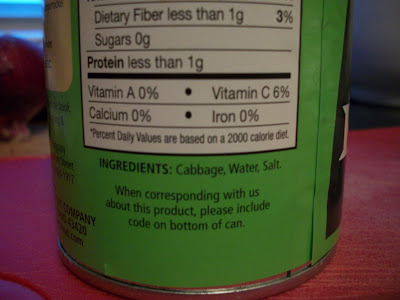 Dietary Fiber less than 1g 3%
Sugars 0g
Protein less than 1g
Vitamin A 0% • Vitamin C 6%
Calcium 0% • Iron 0%
*Percent Daily Values are based on a 2000 calorie diet.
INGREDIENTS: Cabbage, Water, Salt.
When corresponding with us
about this product, please include
code on bottom of can.
COMPANY
43420